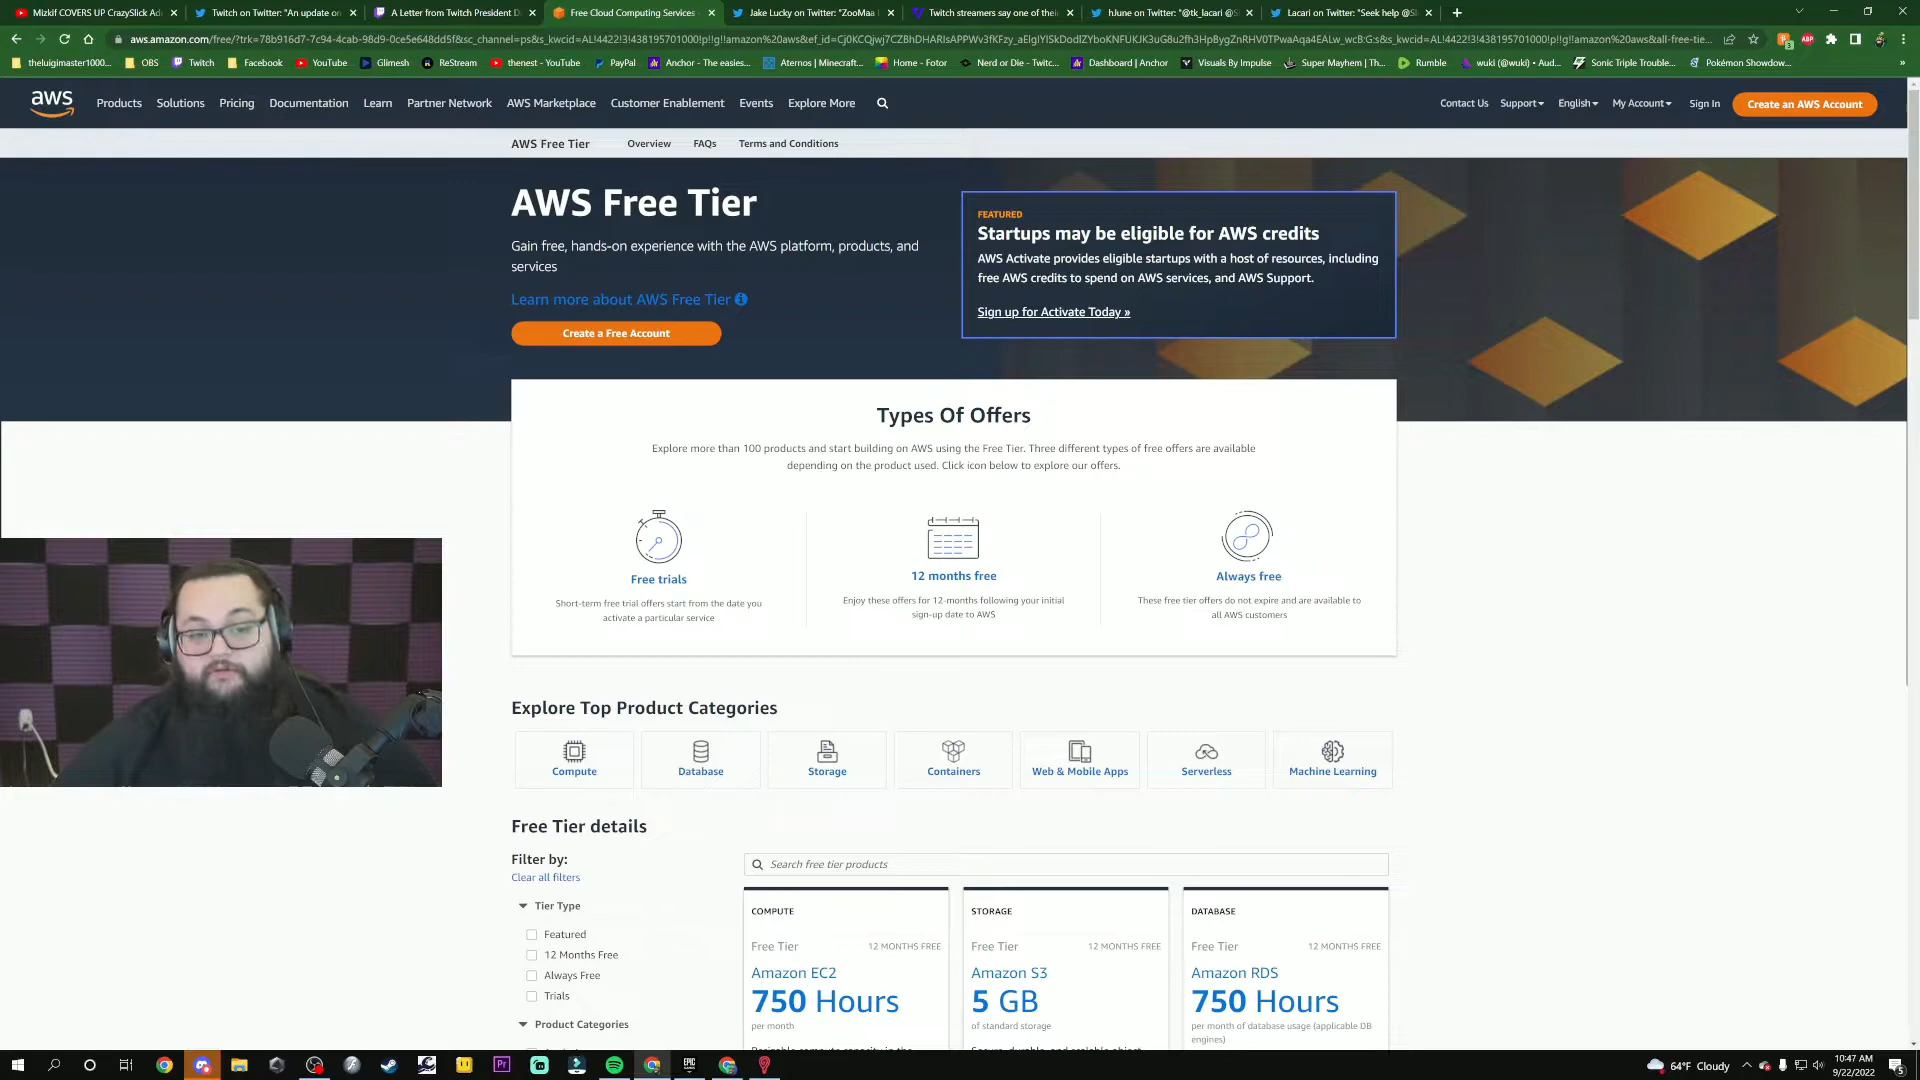 Mizkif COVERS UP CrazySlick Ad
Twitch on Twitter: "An update on
A Letter from Twitch President D
Free Cloud Computing Services -
Jake Lucky on Twitter: "ZooMaa
Twitch streamers say one of thei
hJune on Twitter: "@tk_lacari @S
Lacari on Twitter: "Seek help @S
theluigimaster1000...
OBS
Twitch
Facebook
YouTube
Glimesh
ReStream
thenest - YouTube
PayPal
Anchor - The easies...
Aternos | Minecraft...
Home - Fotor
Nerd or Die - Twitc...
Dashboard | Anchor
Visuals By Impulse
Super Mayhem | Th...
Rumble
wuki (@wuki) • Aud...
Sonic Triple Trouble...
Pokémon Showdow...
aws
Products
Solutions
Pricing
Documentation
Learn
Partner Network
AWS Marketplace
Customer Enablement
Events
Explore More
Contact Us
Support
English
My Account
Sign In
Create an AWS Account
AWS Free Tier
Overview
FAQs
Terms and Conditions
AWS Free Tier
Gain free, hands-on experience with the AWS platform, products, and
services
Learn more about AWS Free Tier
Create a Free Account
FEATURED
Startups may be eligible for AWS credits
AWS Activate provides eligible startups with a host of resources, including
free AWS credits to spend on AWS services, and AWS Support.
Sign up for Activate Today »
Types Of Offers
Explore more than 100 products and start building on AWS using the Free Tier. Three different types of free offers are available
depending on the product used. Click icon below to explore our offers.
Free trials
Short-term free trial offers start from the date you
activate a particular service
12 months free
Enjoy these offers for 12-months following your initial
sign-up date to AWS
Always free
These free tier offers do not expire and are available to
all AWS customers
Explore Top Product Categories
Compute
Database
Storage
Containers
Web & Mobile Apps
Serverless
Machine Learning
Free Tier details
Filter by:
Clear all filters
Tier Type
Featured
12 Months Free
Always Free
Trials
Product Categories
Search free tier products
COMPUTE
Free Tier
12 MONTHS FREE
Amazon EC2
750 Hours
per month
STORAGE
Free Tier
12 MONTHS FREE
Amazon S3
5 GB
of standard storage
DATABASE
Free Tier
12 MONTHS FREE
Amazon RDS
750 Hours
per month of database usage (applicable DB
engines)
64°F Cloudy
10:47 AM
9/22/2022